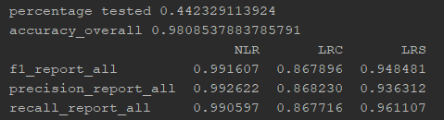 percentage tested 0.442329113924
accuracy_overall 0.9808537883785791
NLR LRC LRS
f1_report_all 0.991607 0.867896 0.948481
precision_report_all 0.992622 0.868230 0.936312
recall_report_all 0.990597 0.867716 0.961107